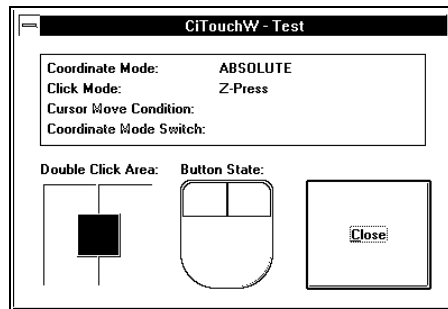 CiTouchW - Test
Coordinate Mode: ABSOLUTE
Click Mode: Z-Press
Cursor Move Condition:
Coordinate Mode Switch:
Double Click Area: Button State:
Close